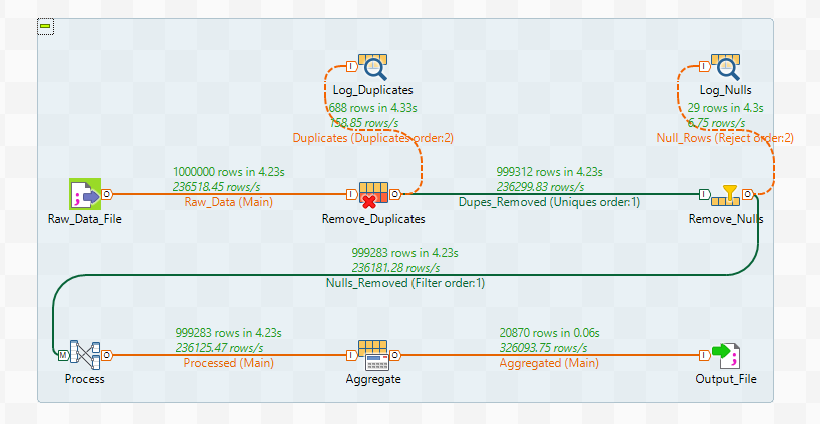 Log_Duplicates
688 rows in 4.33s
158.85 rows/s
Duplicates (Duplicates order:2)
Log_Nulls
29 rows in 4.3s
6.75 rows/s
Null_Rows (Reject order:2)
Raw_Data_File
1000000 rows in 4.23s
236518.45 rows/s
Raw_Data (Main)
Remove_Duplicates
999312 rows in 4.23s
236299.83 rows/s
Dupes_Removed (Uniques order:1)
Remove_Nulls
999283 rows in 4.23s
236181.28 rows/s
Nulls_Removed (Filter order:1)
Process
999283 rows in 4.23s
236125.47 rows/s
Processed (Main)
Aggregate
20870 rows in 0.06s
326093.75 rows/s
Aggregated (Main)
Output_File